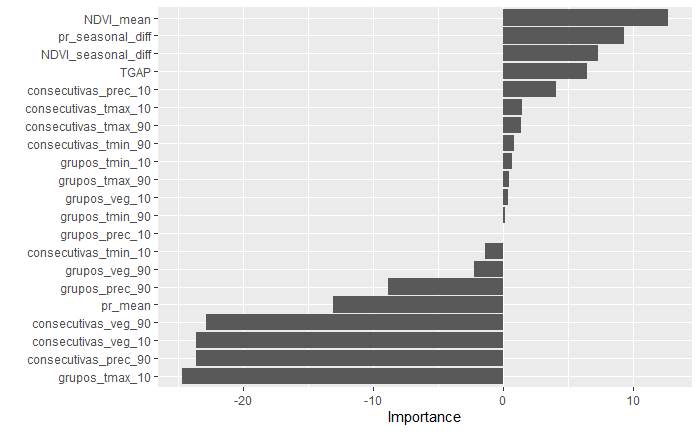 NDVI_mean
pr_seasonal_diff
NDVI_seasonal_diff
TGAP
consecutivas_prec_10
consecutivas_tmax_10
consecutivas_tmax_90
consecutivas_tmin_90
grupos_tmin_10
grupos_tmax_90
grupos_veg_10
grupos_tmin_90
grupos_prec_10
consecutivas_tmin_10
grupos_veg_90
grupos_prec_90
pr_mean
consecutivas_veg_90
consecutivas_veg_10
consecutivas_prec_90
grupos_tmax_10
-20 -10 0 10
Importance